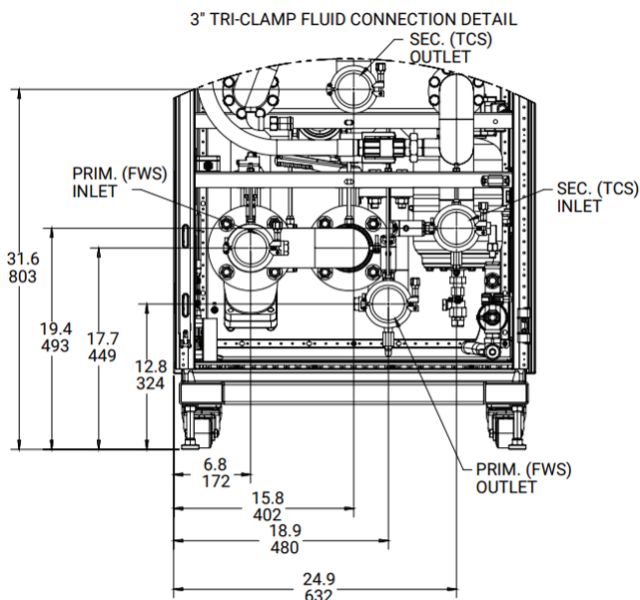 3" TRI-CLAMP FLUID CONNECTION DETAIL
SEC. (TCS)
OUTLET
PRIM. (FWS)
INLET
SEC. (TCS)
INLET
31.6
803
19.4
493
17.7
449
12.8
324
6.8
172
15.8
402
18.9
480
24.9
632
PRIM. (FWS)
OUTLET